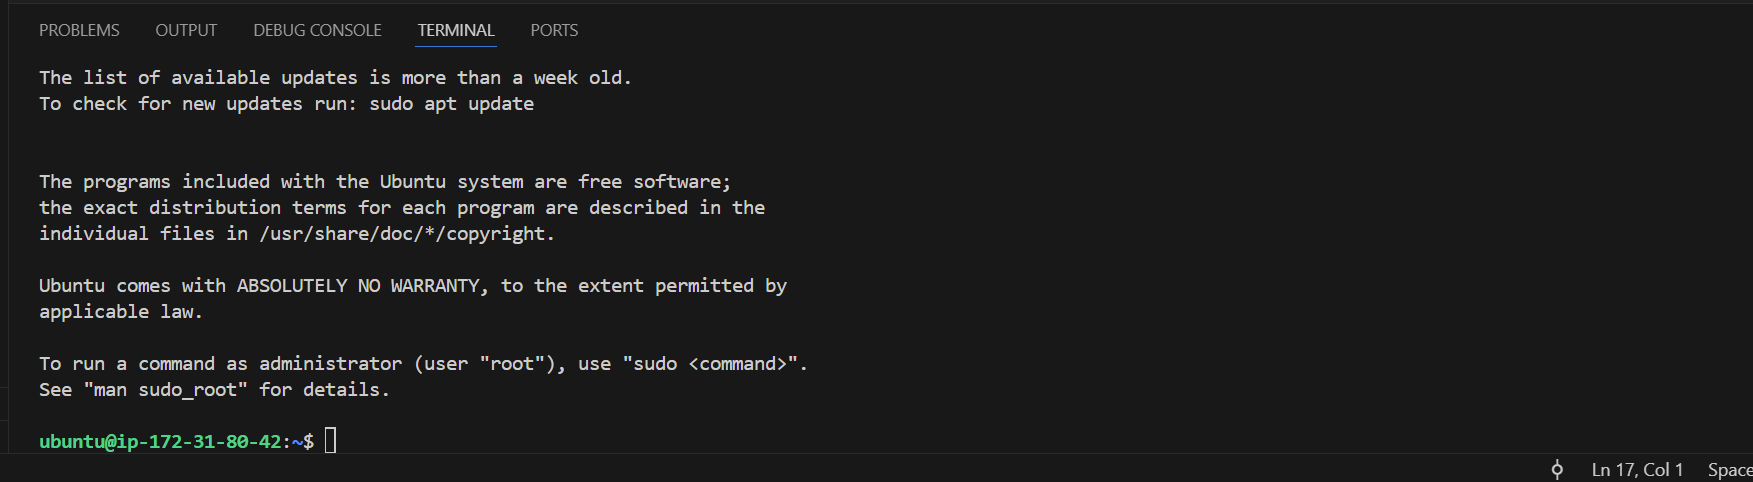 PROBLEMS OUTPUT DEBUG CONSOLE TERMINAL PORTS
The list of available updates is more than a week old.
To check for new updates run: sudo apt update
The programs included with the Ubuntu system are free software;
the exact distribution terms for each program are described in the
individual files in /usr/share/doc/*/copyright.
Ubuntu comes with ABSOLUTELY NO WARRANTY, to the extent permitted by
applicable law.
To run a command as administrator (user "root"), use "sudo <command>".
See "man sudo_root" for details.
ubuntu@ip-172-31-80-42:~$
Ln 17, Col 1 Space